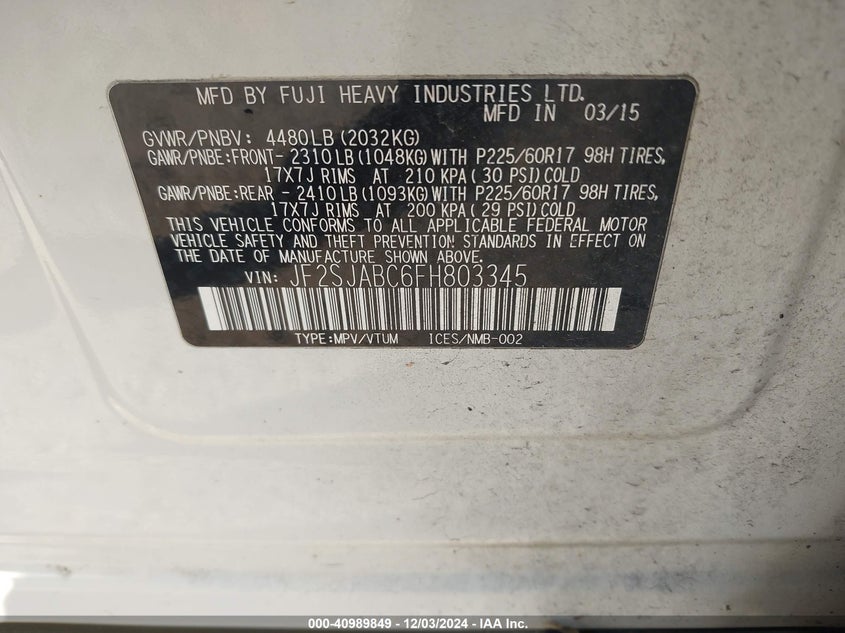 MFD BY FUJI HEAVY INDUSTRIES LTD.
MFD IN 03/15
GVWR/PNBV: 4480LB (2032KG)
GAWR/PNBE:FRONT- 2310 LB (1048KG) WITH P225/60R17 98H TIRES,
17X7J RIMS AT 210 KPA ( 30 PSI) COLD
GAWR/PNBE:REAR - 2410 LB (1093KG) WITH P225/60R17 98H TIRES,
17X7J RIMS AT 200 KPA ( 29 PSI) COLD
THIS VEHICLE CONFORMS TO ALL APPLICABLE FEDERAL MOTOR
VEHICLE SAFETY AND THEFT PREVENTION STANDARDS IN EFFECT ON
THE DATE OF MANUFACTURE SHOWN ABOVE.
VIN: JF2SJABC6FH803345
TYPE:MPV/VTUM ICES/NMB-002
000-40989849 - 12/03/2024 - IAA Inc.